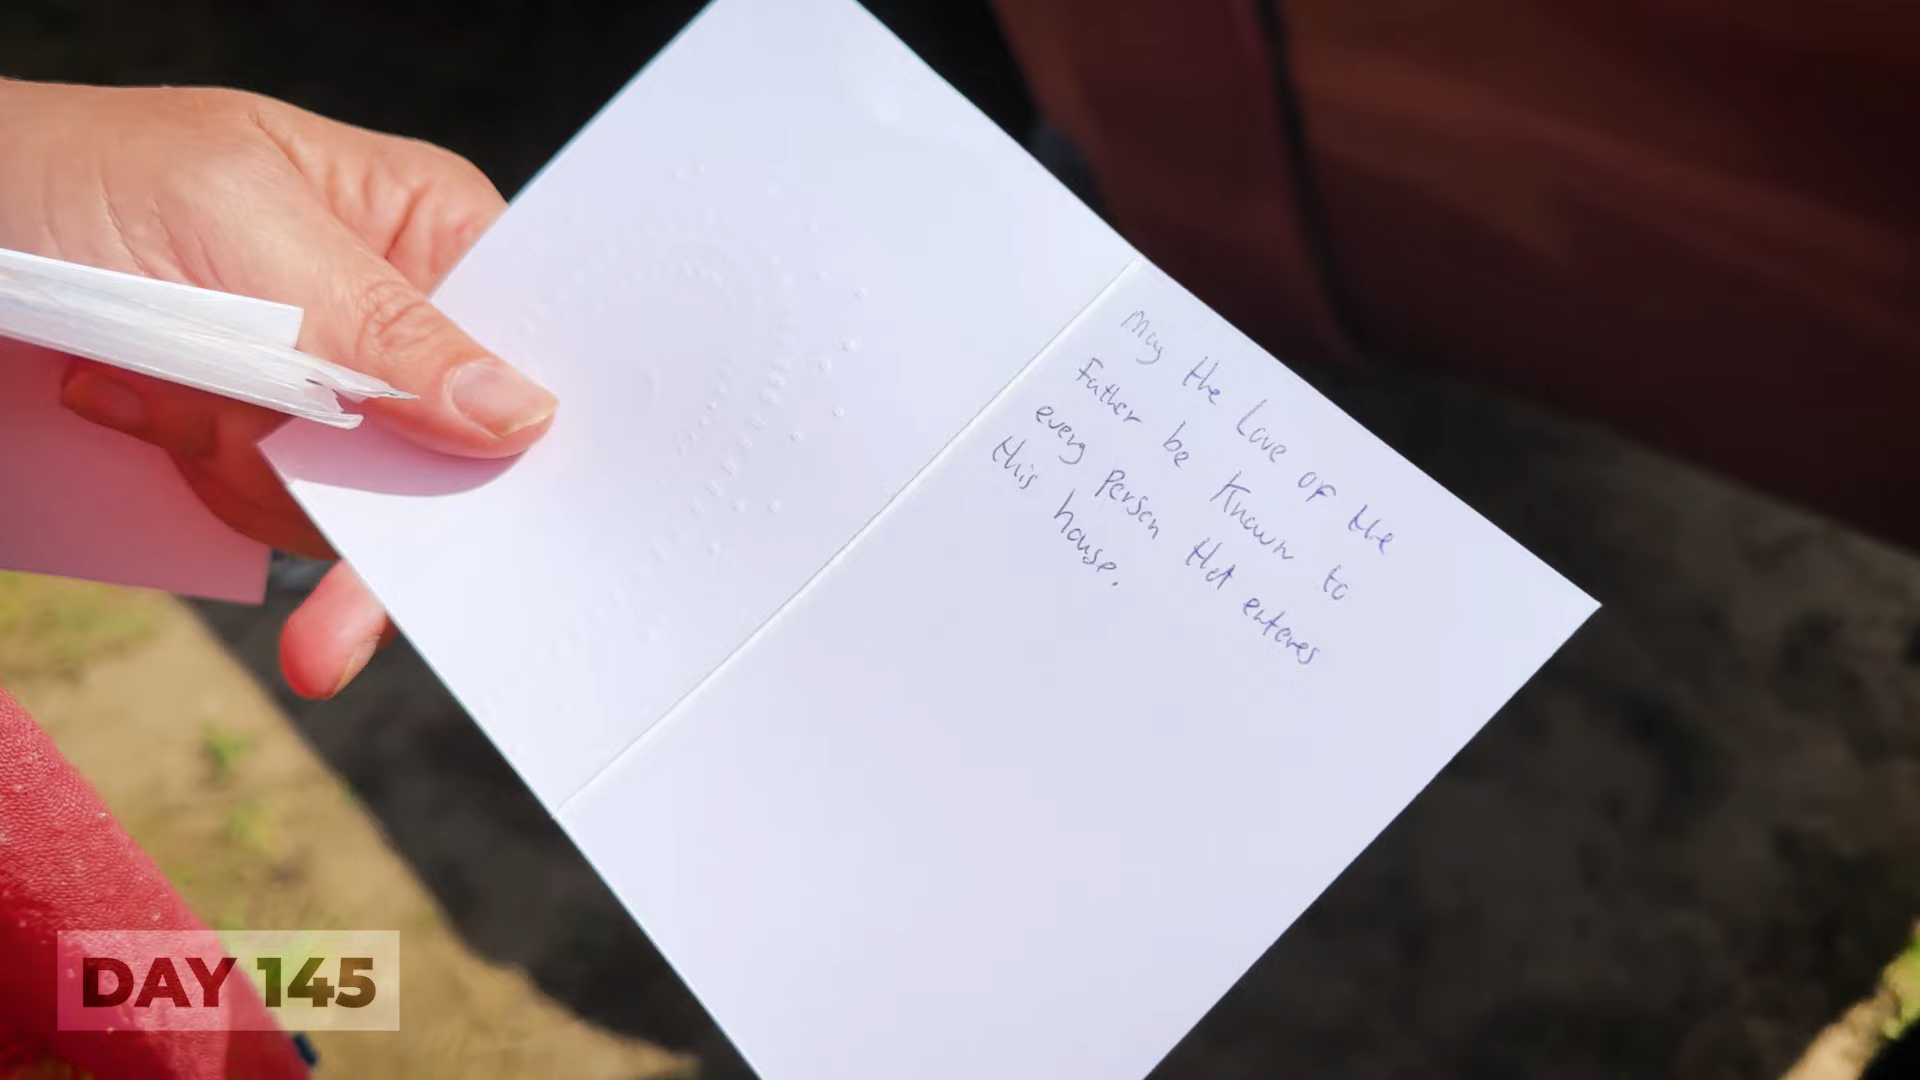 May the Love of the
Father be Known to
every person that enteres
this house.
DAY 145